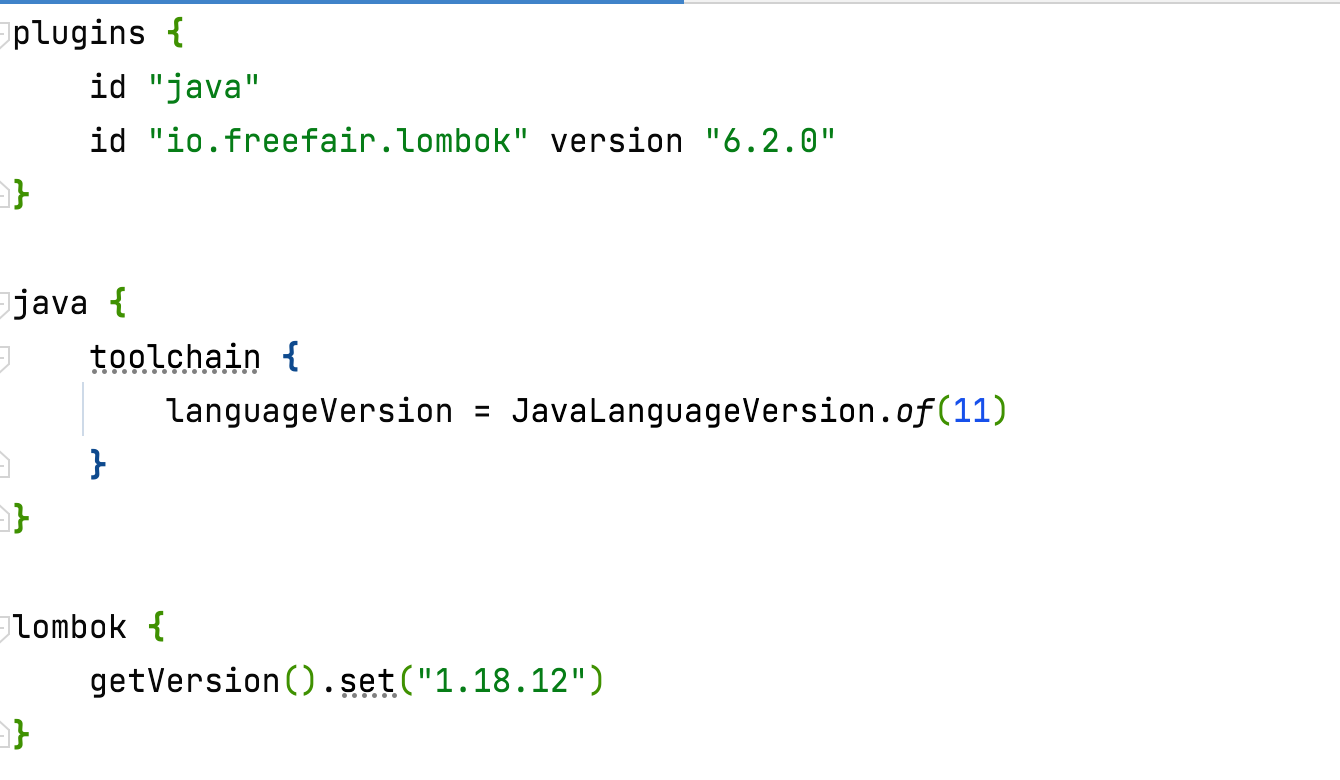 plugins {
    id "java"
    id "io.freefair.lombok" version "6.2.0"
}
java {
    toolchain {
        languageVersion = JavaLanguageVersion.of(11)
    }
}
lombok {
    getVersion().set("1.18.12")
}